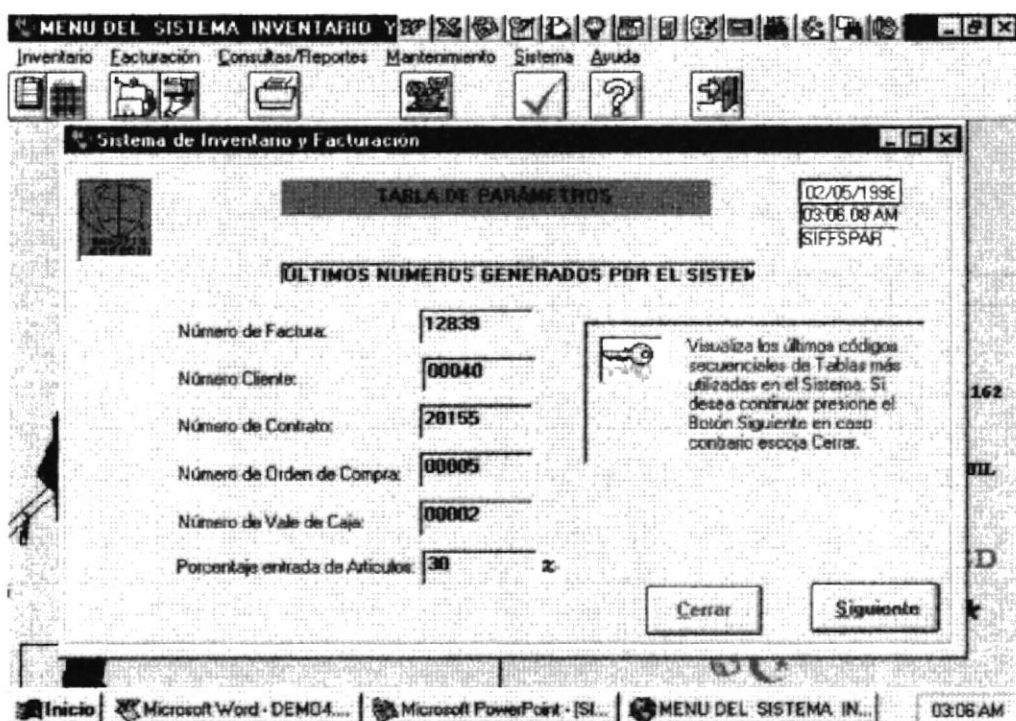 MENU DEL SISTEMA INVENTARIO Y
Inventario Facturación Consultas/Reportes Mantenimiento Sistema Ayuda
Sistema de Inventario y Facturación
TABLA DE PARÁMETROS
02/05/1998
03:06:08 AM
SIFFSPAR
ÚLTIMOS NUMEROS GENERADOS POR EL SISTEM
Número de Factura: 12839
Número Cliente: 00040
Número de Contrato: 20155
Número de Orden de Compra: 00005
Número de Vale de Caja: 00002
Porcentaje entrada de Artículos: 30 %
Visualiza los últimos códigos
secuenciales de Tablas más
utilizadas en el Sistema. Si
desea continuar presione el
Botón Siguiente en caso
contrario escoja Cerrar.
162
Cerrar
Siguiente
Inicio Microsoft Word - DEMO4.... Microsoft PowerPoint - [SI... MENU DEL SISTEMA IN... 03:06 AM